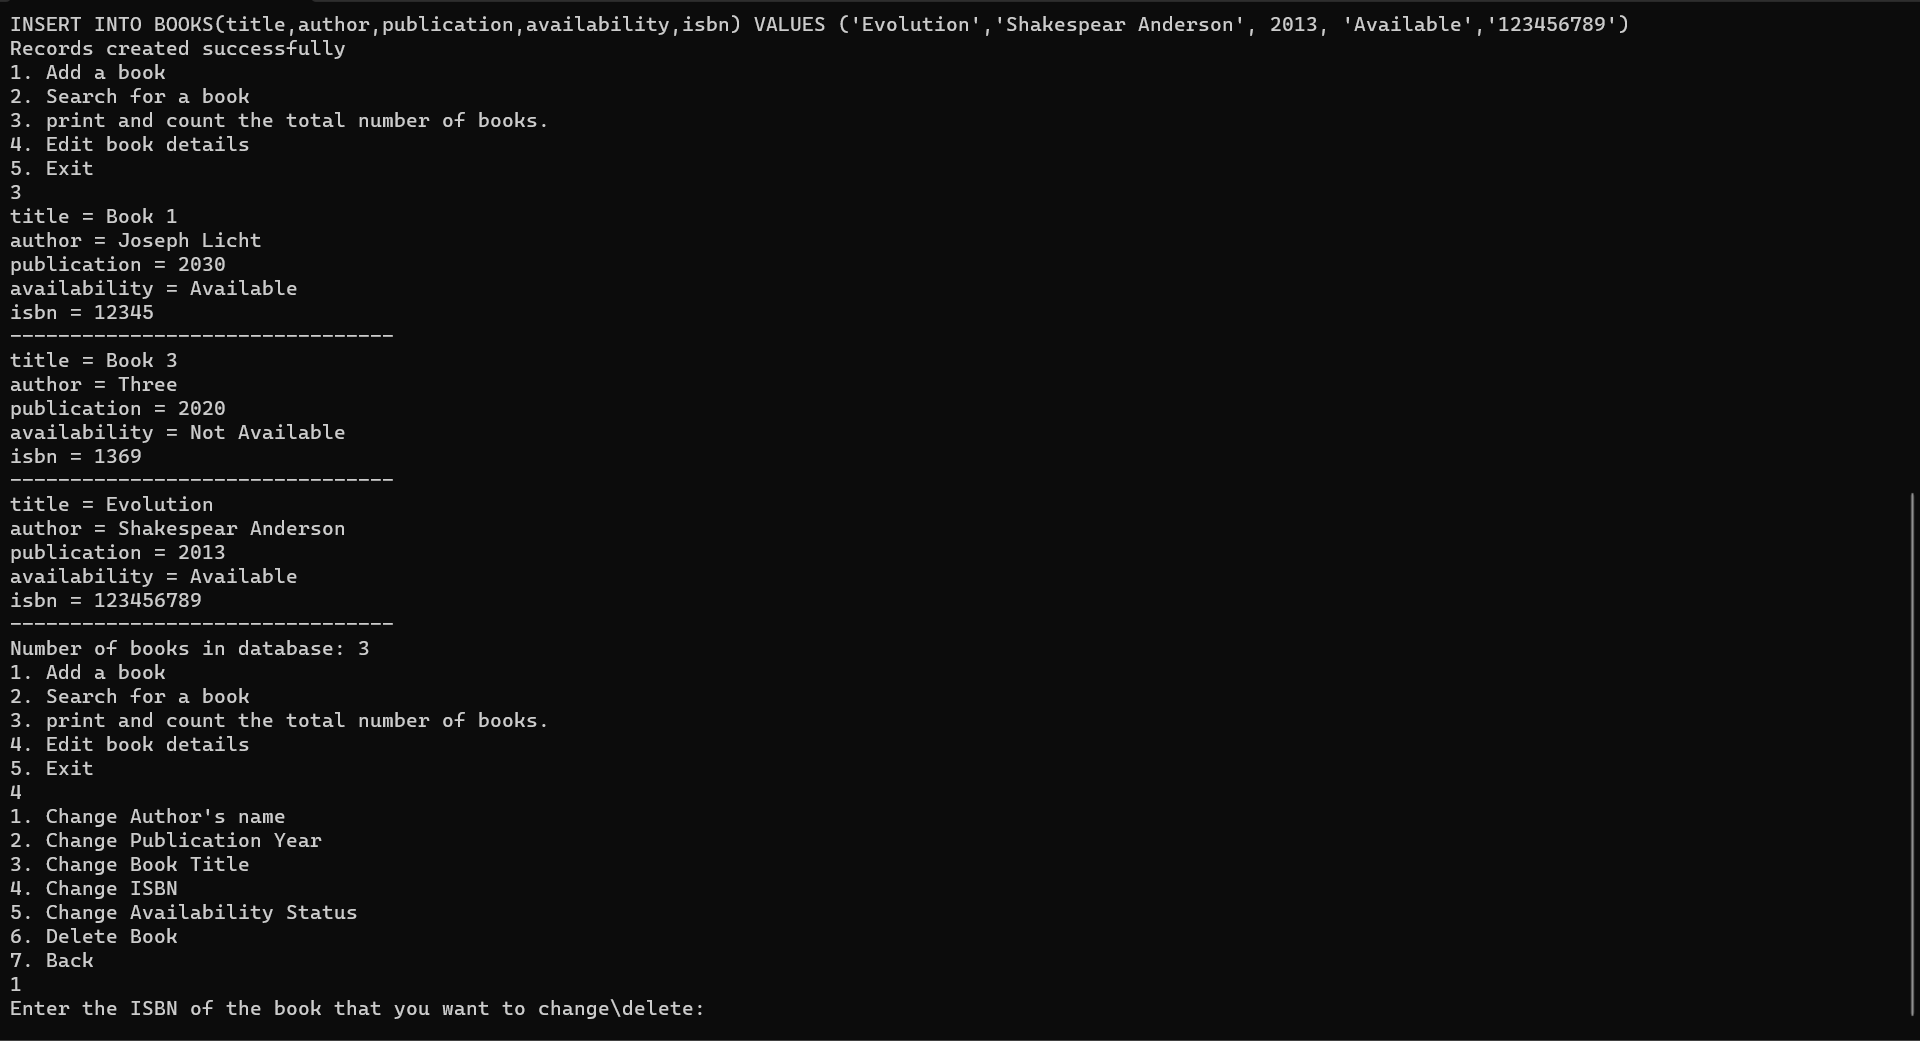 INSERT INTO BOOKS(title,author,publication,availability,isbn) VALUES ('Evolution','Shakespear Anderson', 2013, 'Available','123456789')
Records created successfully
1. Add a book
2. Search for a book
3. print and count the total number of books.
4. Edit book details
5. Exit
3
title = Book 1
author = Joseph Licht
publication = 2030
availability = Available
isbn = 12345
--------------------------------
title = Book 3
author = Three
publication = 2020
availability = Not Available
isbn = 1369
--------------------------------
title = Evolution
author = Shakespear Anderson
publication = 2013
availability = Available
isbn = 123456789
--------------------------------
Number of books in database: 3
1. Add a book
2. Search for a book
3. print and count the total number of books.
4. Edit book details
5. Exit
4
1. Change Author's name
2. Change Publication Year
3. Change Book Title
4. Change ISBN
5. Change Availability Status
6. Delete Book
7. Back
1
Enter the ISBN of the book that you want to change\delete: